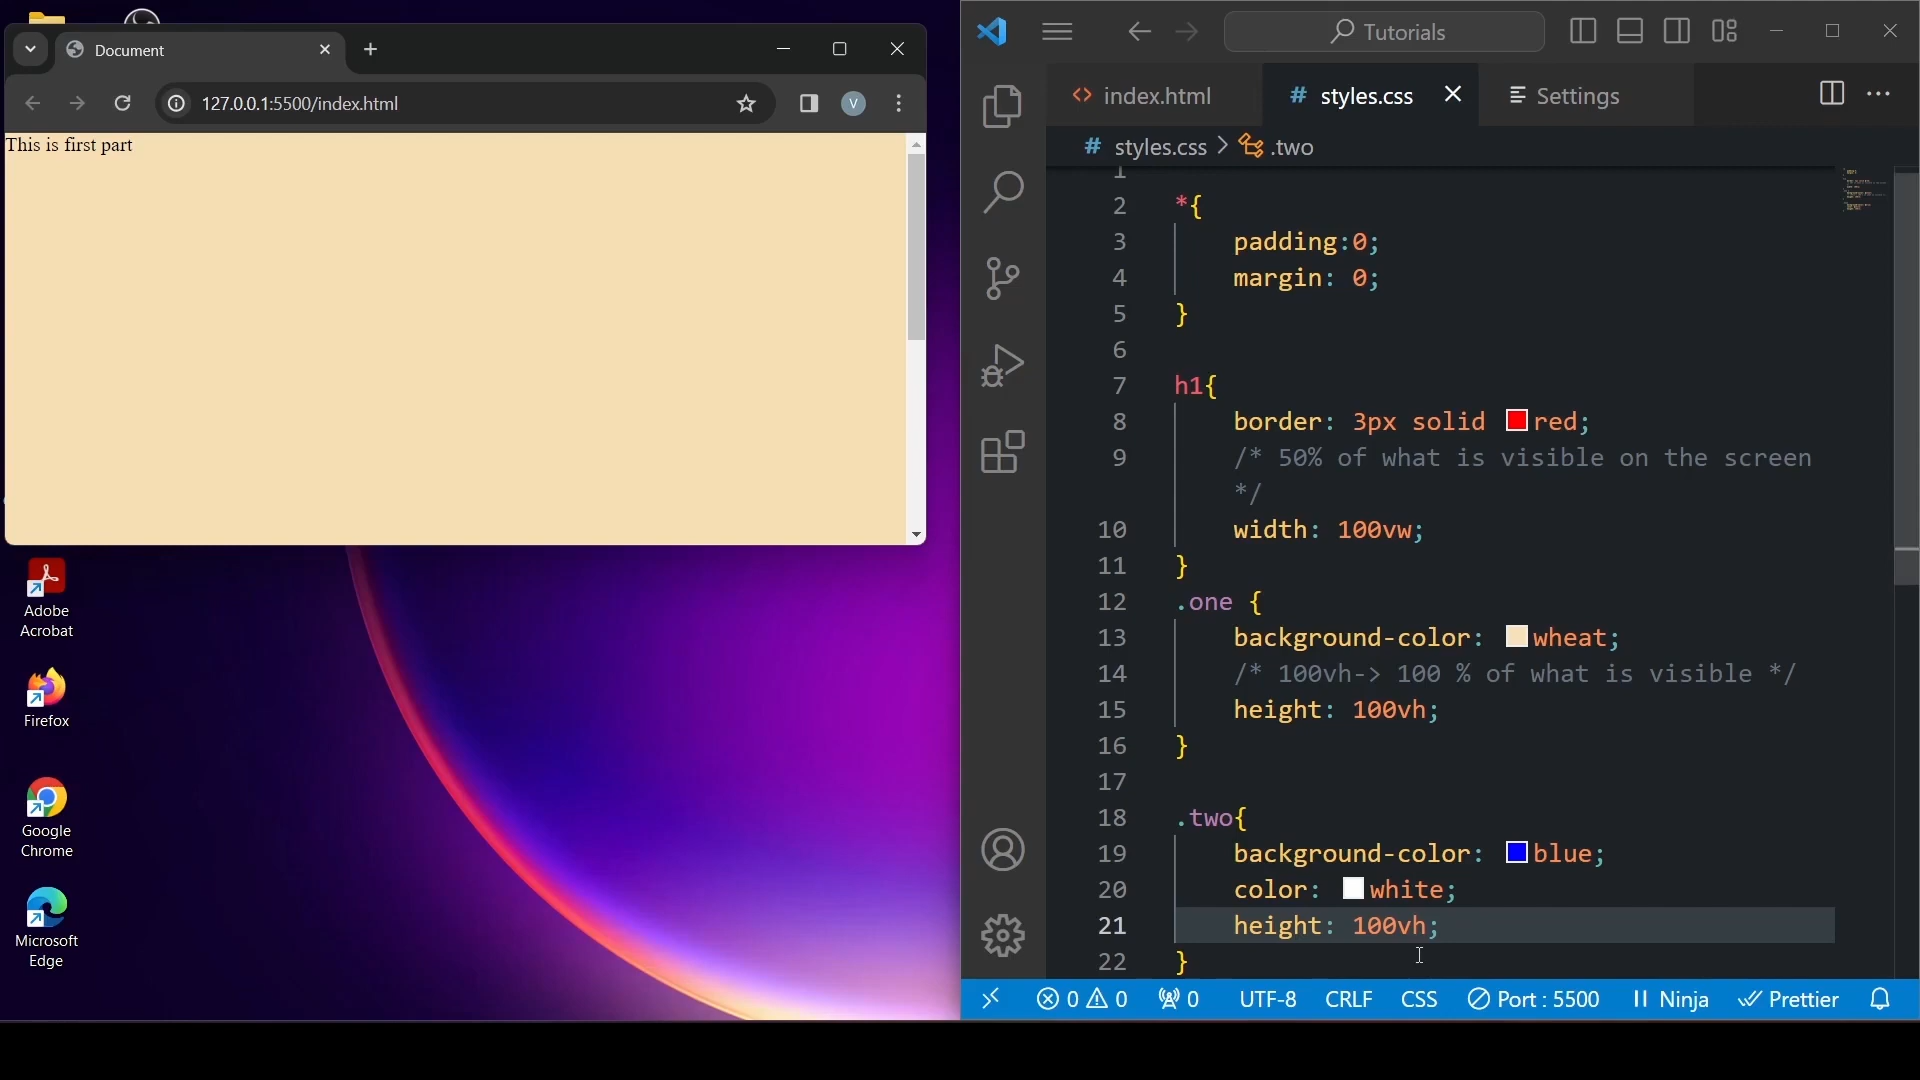 Document
127.0.0.1:5500/index.html
V
This is first part
Adobe
Acrobat
Firefox
Google
Chrome
Microsoft
Edge
Tutorials
index.html
# styles.css
Settings
# styles.css > .two
1
2 *{
3 padding:0;
4 margin: 0;
5 }
6
7 h1{
8 border: 3px solid red;
9 /* 50% of what is visible on the screen
*/
10 width: 100vw;
11 }
12 .one {
13 background-color: wheat;
14 /* 100vh-> 100 % of what is visible */
15 height: 100vh;
16 }
17
18 .two{
19 background-color: blue;
20 color: white;
21 height: 100vh;
22 }
0 0 0 UTF-8 CRLF CSS Port : 5500 Ninja Prettier